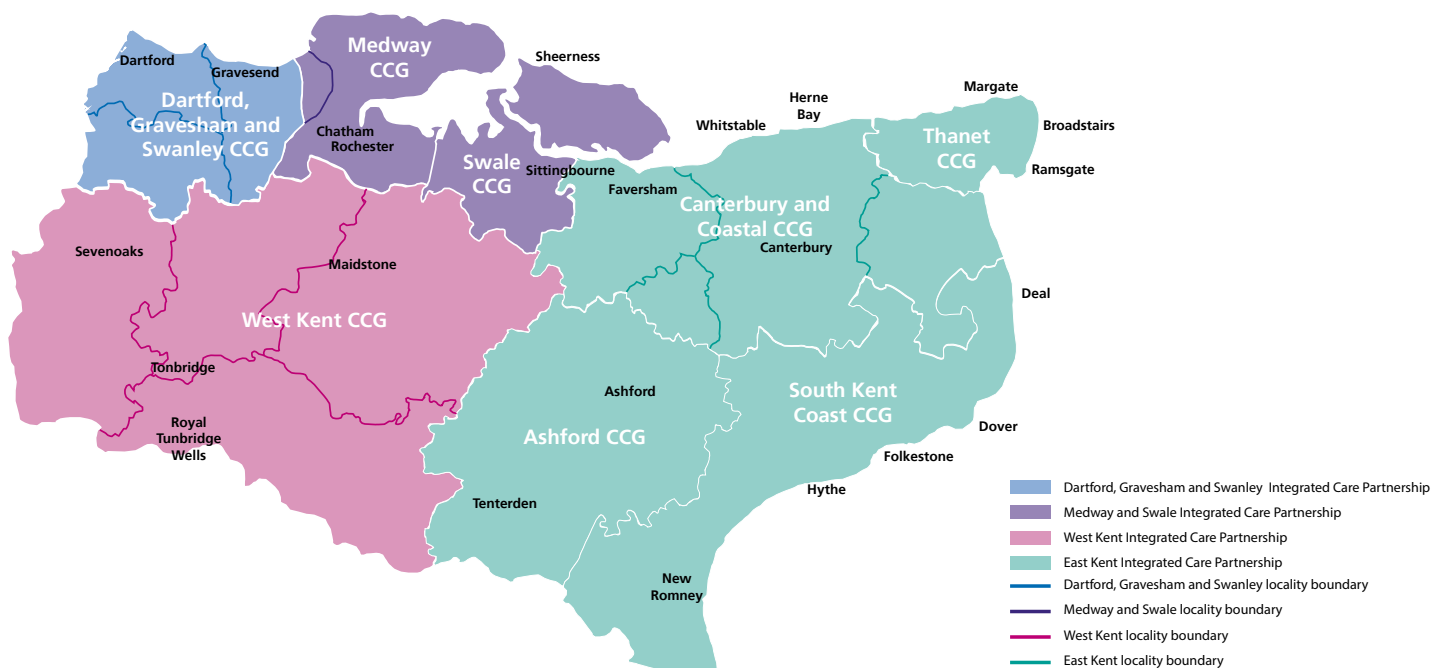 Medway
CCG
Sheerness
Dartford
Gravesend
Dartford,
Gravesham and
Swanley CCG
Margate
Herne
Bay
Whitstable
Broadstairs
Thanet
CCG
Chatham
Rochester
Swale
CCG
Sittingbourne
Ramsgate
Faversham
Canterbury and
Coastal CCG
Canterbury
Sevenoaks
Maidstone
Deal
West Kent CCG
Tonbridge
Ashford
South Kent
Coast CCG
Royal
Tunbridge
Wells
Ashford CCG
Dover
Folkestone
Hythe
Tenterden
New
Romney
Dartford, Gravesham and Swanley Integrated Care Partnership
Medway and Swale Integrated Care Partnership
West Kent Integrated Care Partnership
East Kent Integrated Care Partnership
Dartford, Gravesham and Swanley locality boundary
Medway and Swale locality boundary
West Kent locality boundary
East Kent locality boundary